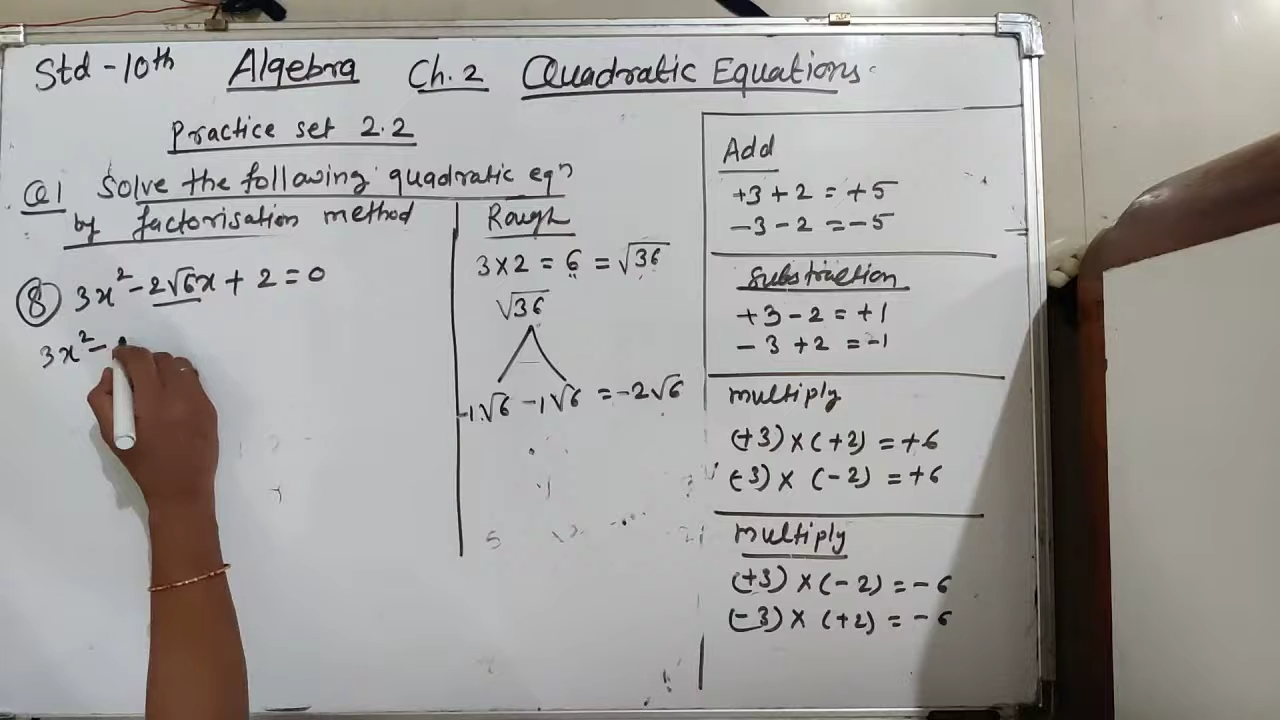 Std - 10th Algebra Ch. 2 Quadratic Equations.
Practice set 2.2
Q1 Solve the following quadratic eqn
by factorisation method
⑧ 3x² - 2√6x + 2 = 0
3x² -
Rough
3 × 2 = 6 = √36
√36
-1√6 -1√6 = -2√6
Add
+3 + 2 = +5
-3 - 2 = -5
Substraction
+3 - 2 = +1
-3 + 2 = -1
multiply
(+3) × (+2) = +6
(-3) × (-2) = +6
multiply
(+3) × (-2) = -6
(-3) × (+2) = -6